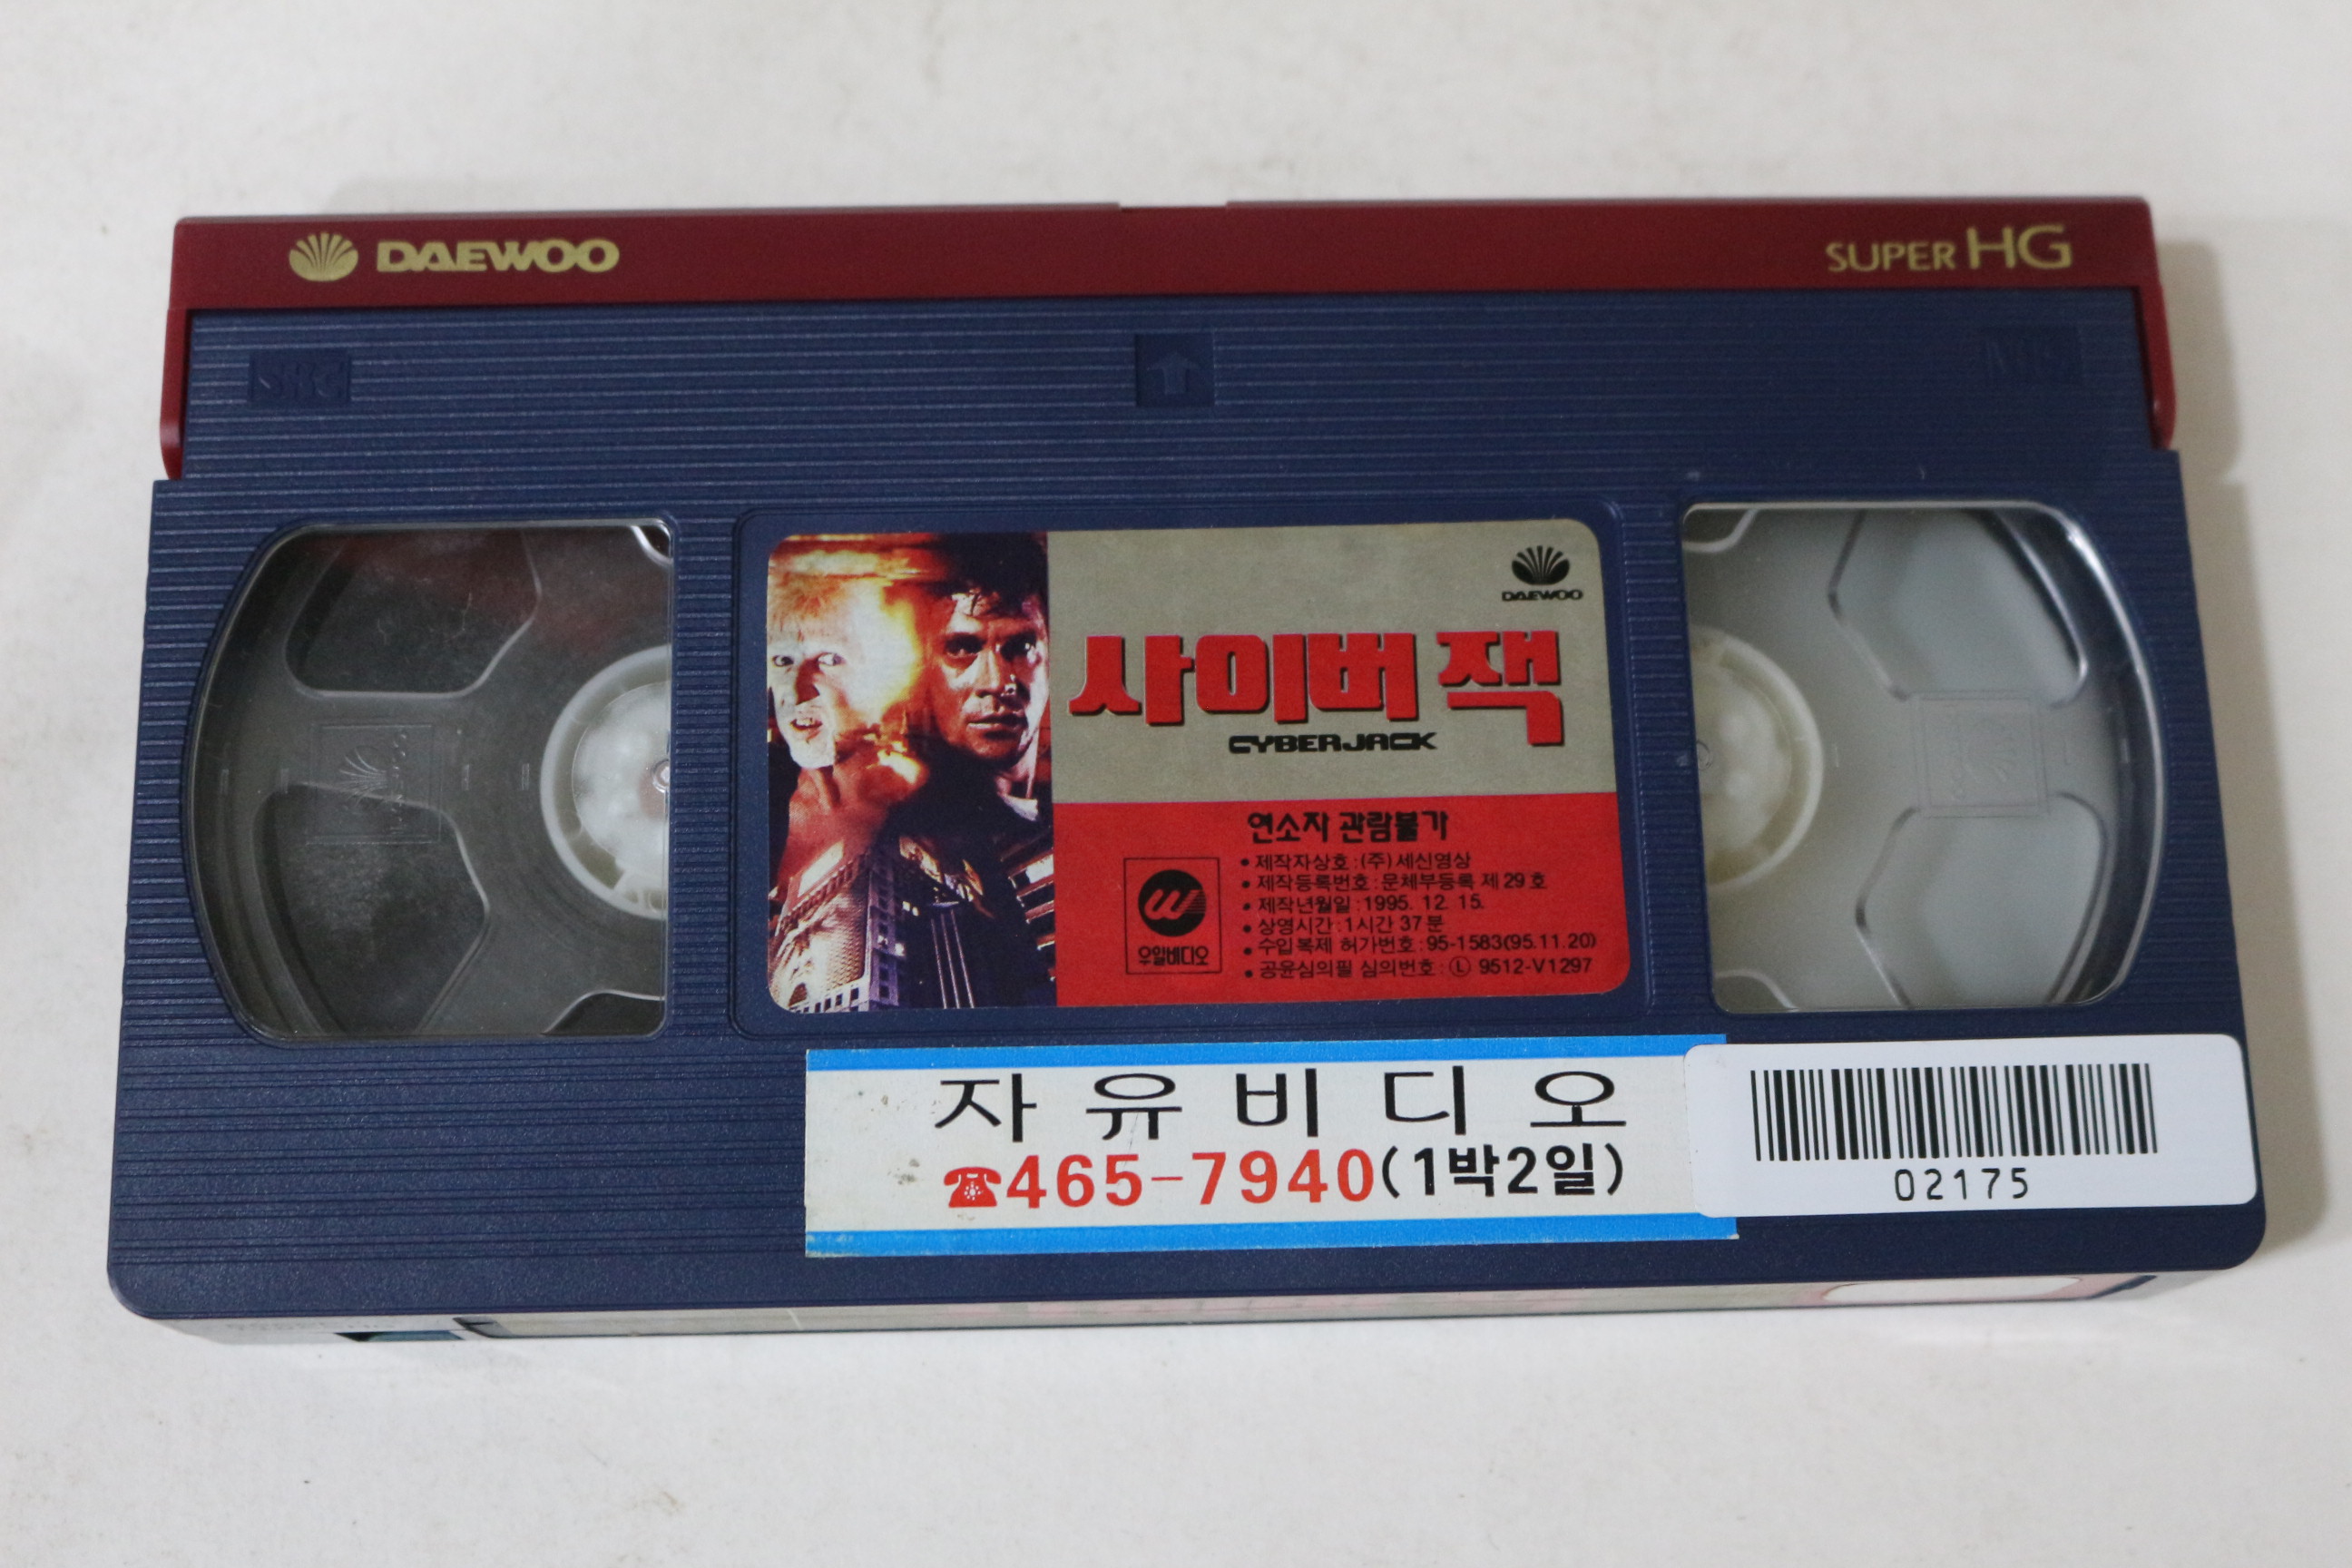 DAEWOO
SUPER HG
DAEWOO
사이버 잭
CYBERJACK
연소자 관람불가
• 제작자상호 : (주) 세신영상
• 제작등록번호 : 문체부등록 제 29 호
• 제작년월일 : 1995. 12. 15.
• 상영시간 : 1시간 37 분
• 수입복제 허가번호 : 95-1583(95.11.20)
• 공윤심의필 심의번호 : Ⓛ 9512-V1297
우일비디오
자유비디오
☎465-7940(1박2일)
02175